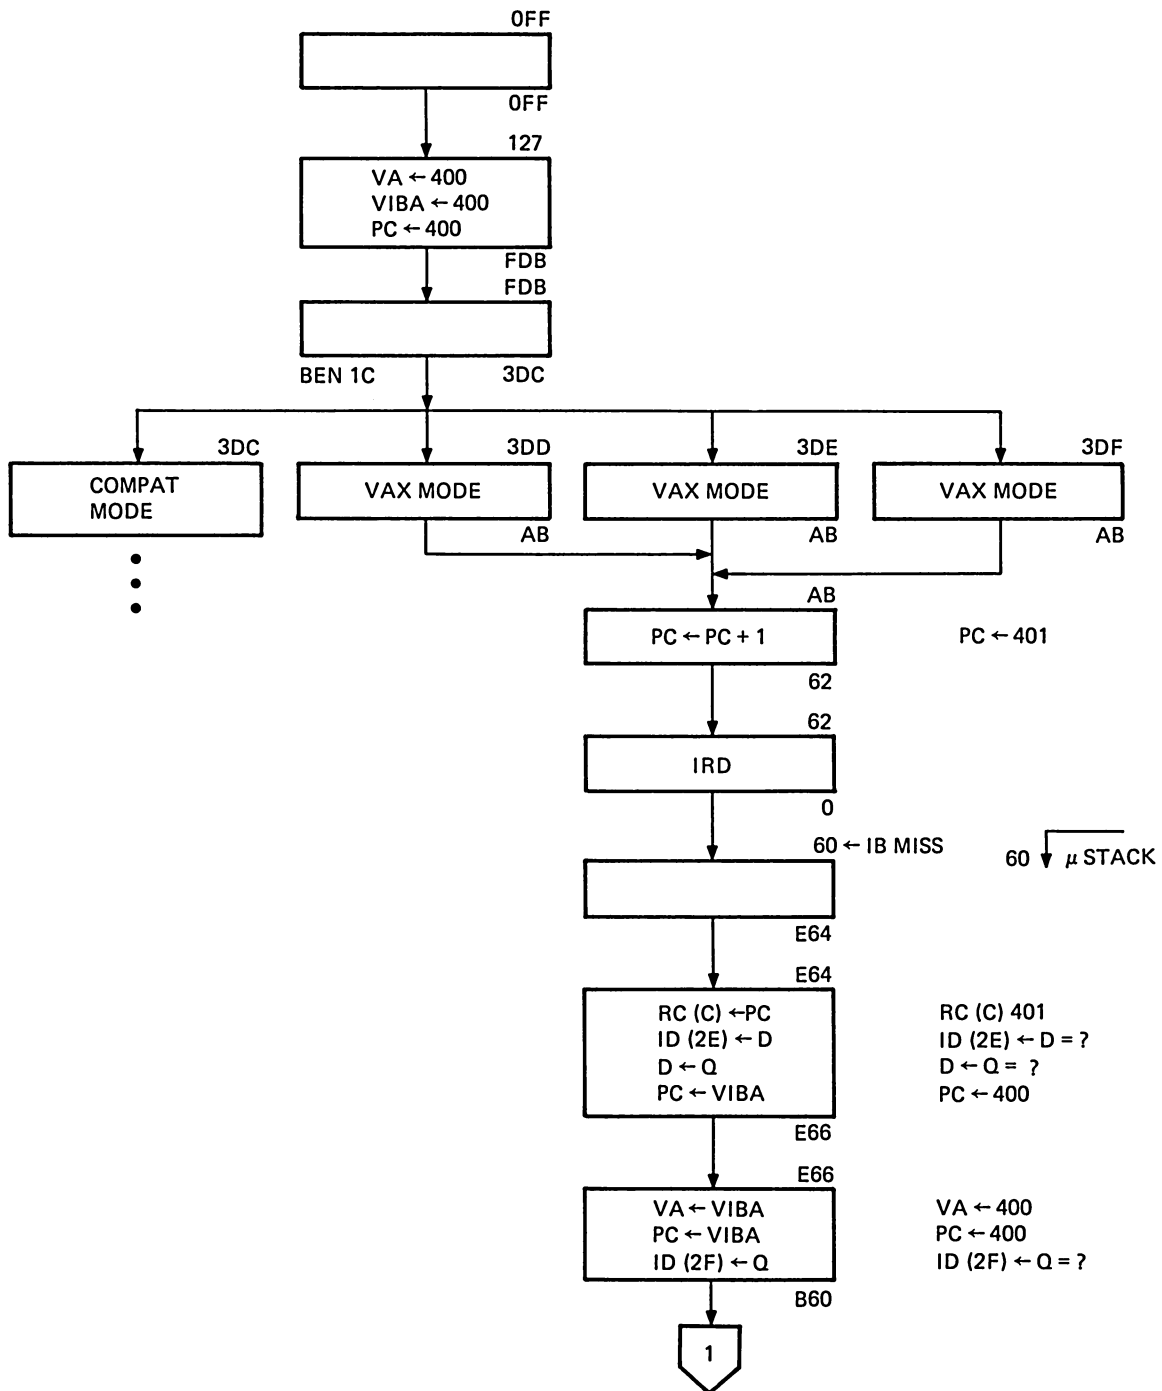 0FF
0FF
127
VA ← 400
VIBA ← 400
PC ← 400
FDB
FDB
BEN 1C
3DC
3DC
COMPAT
MODE
3DD
VAX MODE
AB
3DE
VAX MODE
AB
3DF
VAX MODE
AB
AB
PC ← PC + 1
PC ← 401
62
62
IRD
0
60 ← IB MISS
60
μ STACK
E64
E64
RC (C) ←PC
ID (2E) ← D
D ← Q
PC ← VIBA
RC (C) 401
ID (2E) ← D = ?
D ← Q = ?
PC ← 400
E66
E66
VA ← VIBA
PC ← VIBA
ID (2F) ← Q
VA ← 400
PC ← 400
ID (2F) ← Q = ?
B60
1